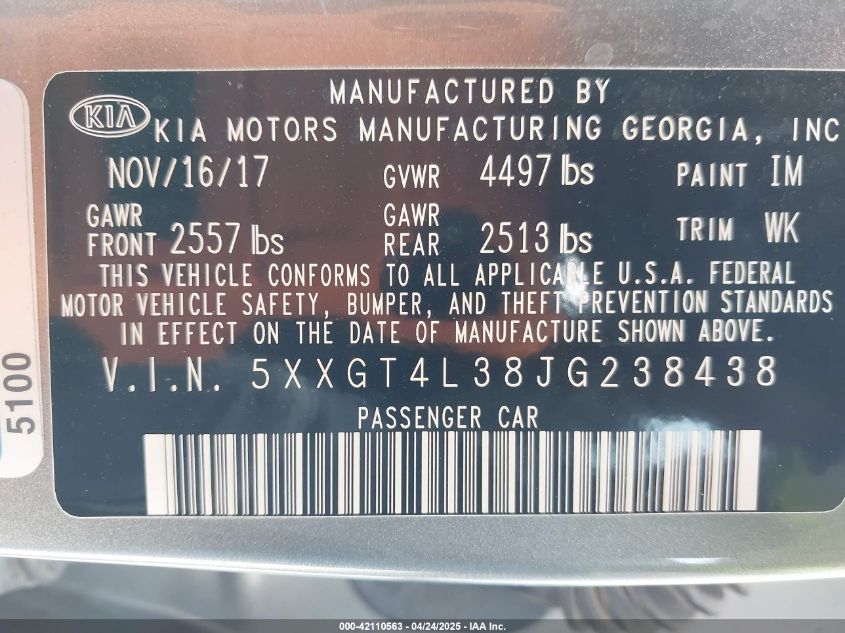 MANUFACTURED BY
KIA KIA MOTORS MANUFACTURING GEORGIA, INC
NOV/16/17 GVWR 4497 lbs PAINT IM
GAWR FRONT 2557 lbs GAWR REAR 2513 lbs TRIM WK
THIS VEHICLE CONFORMS TO ALL APPLICABLE U.S.A. FEDERAL
MOTOR VEHICLE SAFETY, BUMPER, AND THEFT PREVENTION STANDARDS
IN EFFECT ON THE DATE OF MANUFACTURE SHOWN ABOVE.
V.I.N. 5XXGT4L38JG238438
PASSENGER CAR
5100
000-42110563 - 04/24/2025 - IAA Inc.